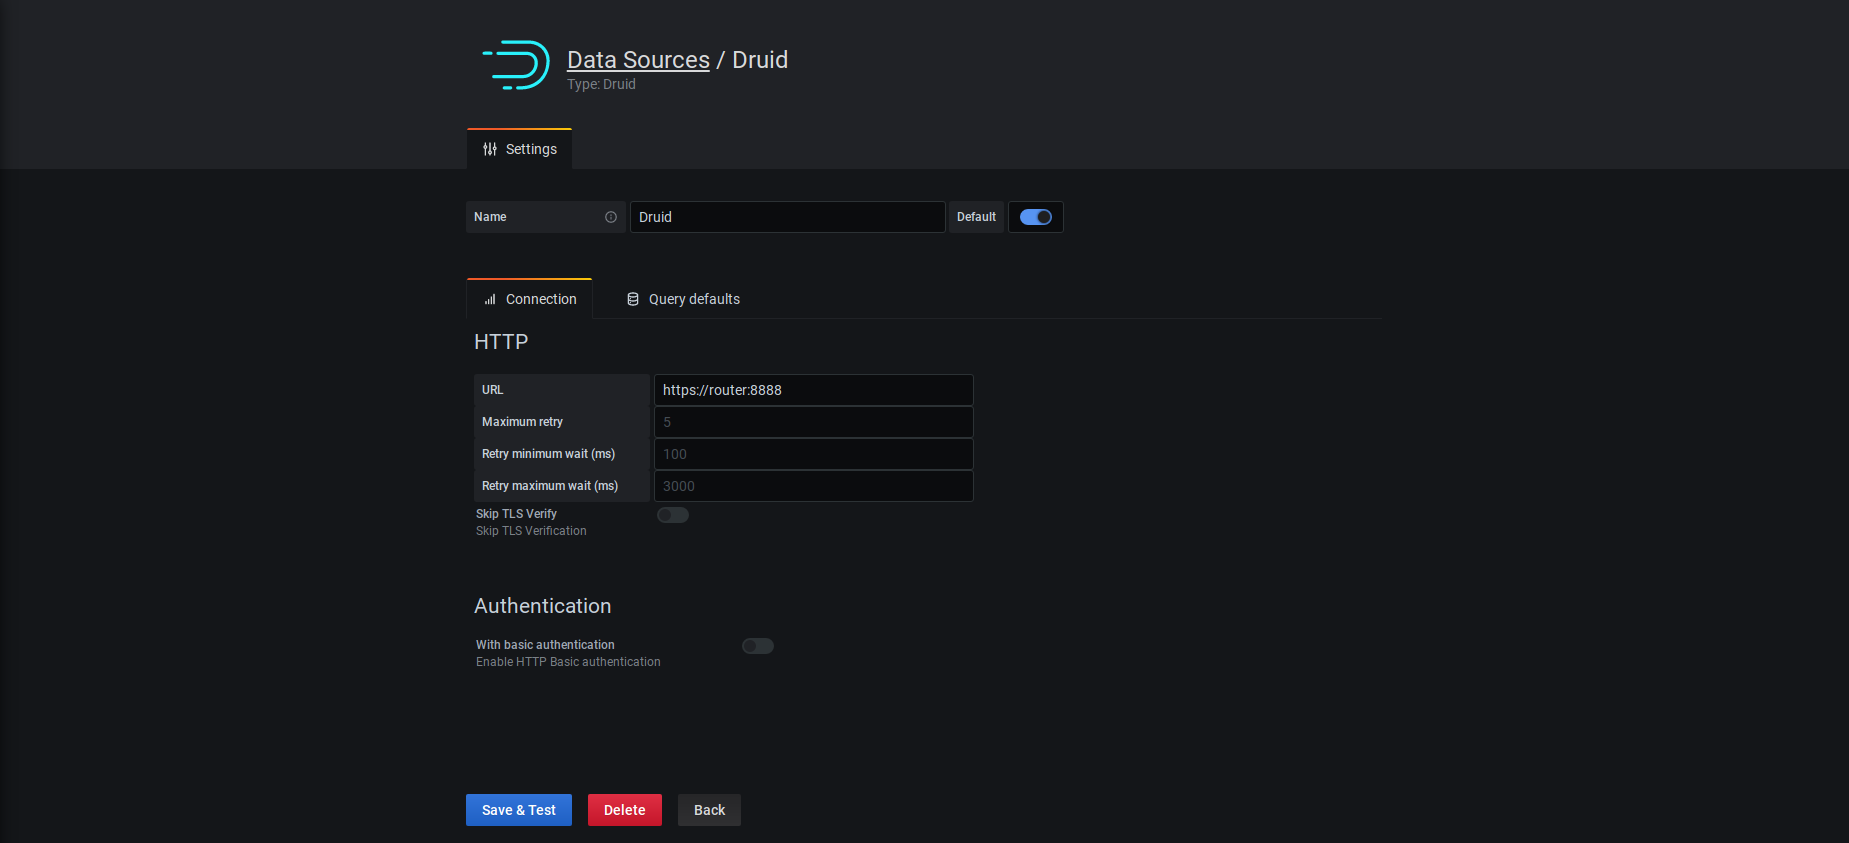 Data Sources / Druid
Type: Druid
Settings
Name Druid Default
Connection Query defaults
HTTP
URL https://router:8888
Maximum retry 5
Retry minimum wait (ms) 100
Retry maximum wait (ms) 3000
Skip TLS Verify
Skip TLS Verification
Authentication
With basic authentication
Enable HTTP Basic authentication
Save & Test Delete Back